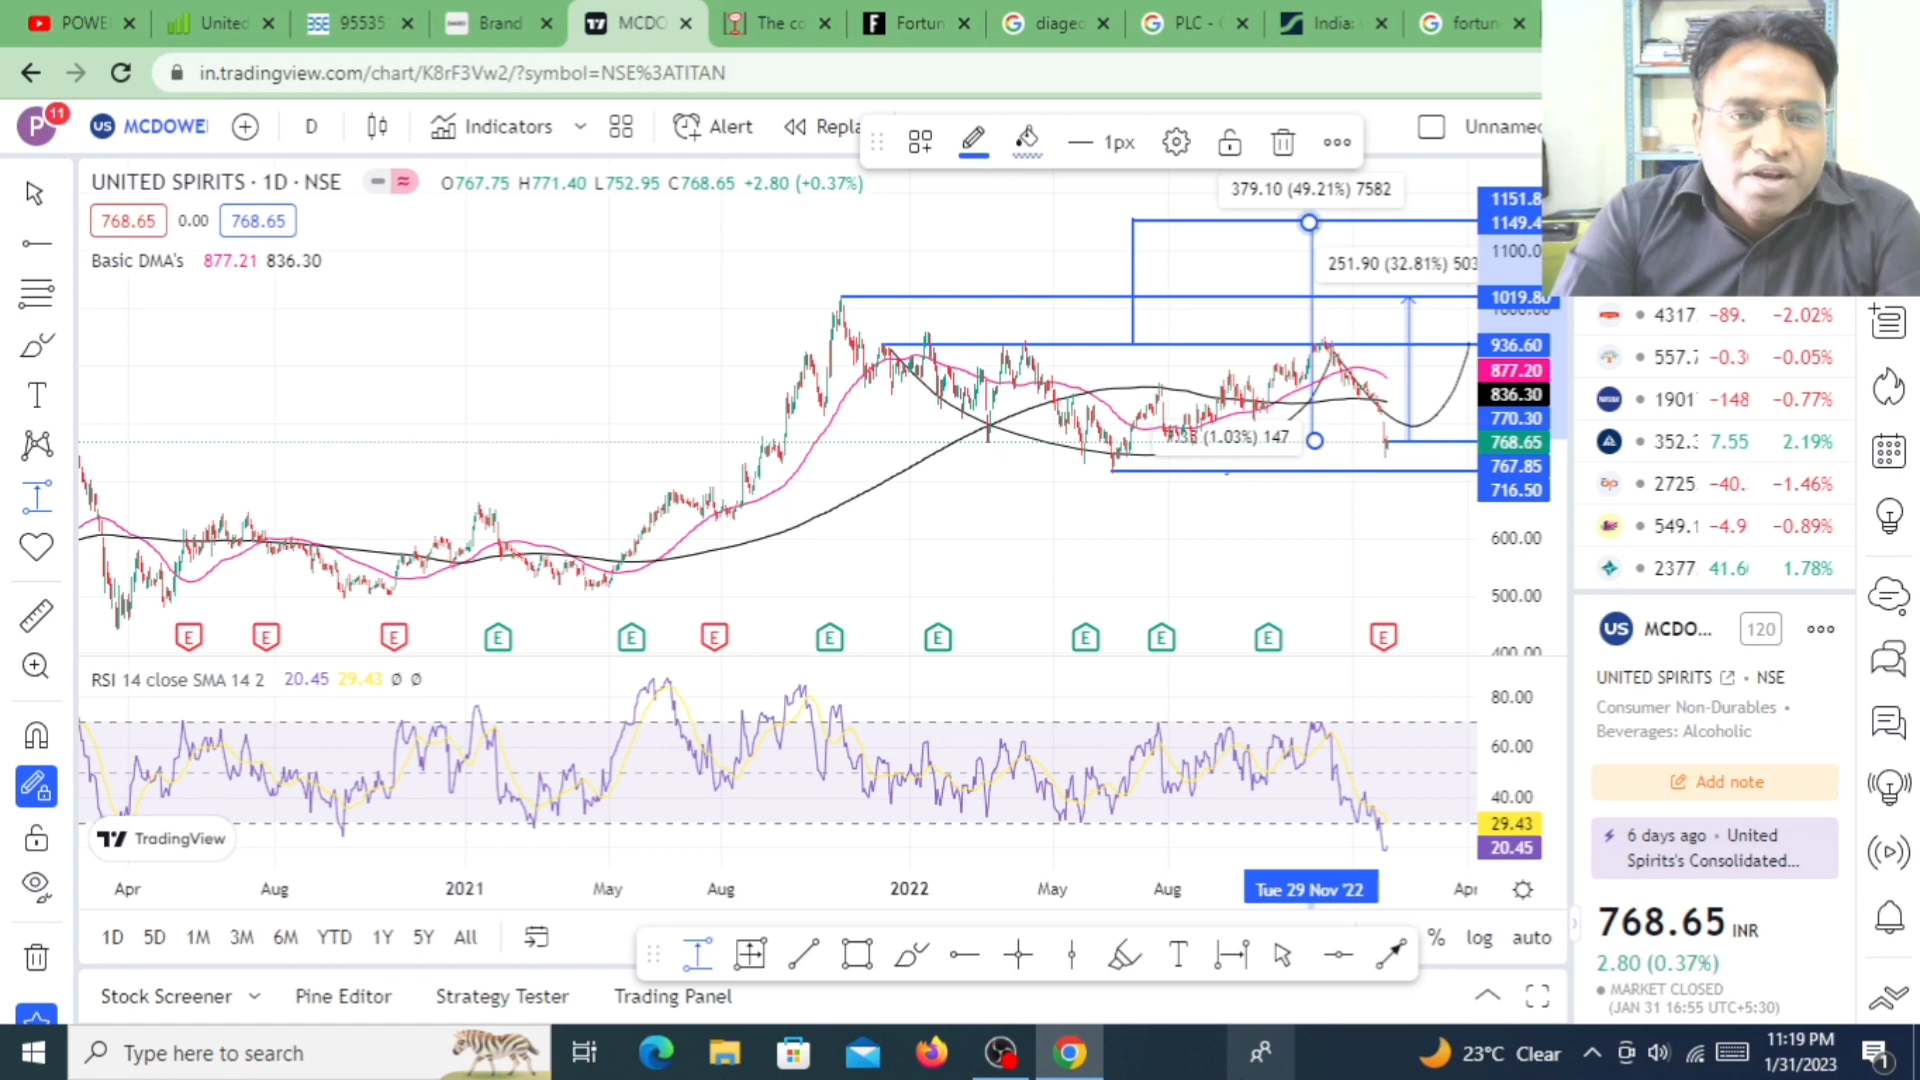 POWE
United
BSE 95535
Brand
MCDO
The co
Fortun
diageo
PLC -
India:
fortun
in.tradingview.com/chart/K8rF3Vw2/?symbol=NSE%3ATITAN
P 11
US MCDOWE
D
Indicators
Alert
Repla
1px
Unnamed
UNITED SPIRITS · 1D · NSE
O767.75 H771.40 L752.95 C768.65 +2.80 (+0.37%)
768.65 0.00 768.65
Basic DMA's 877.21 836.30
379.10 (49.21%) 7582
251.90 (32.81%) 503
(1.03%) 147
1151.8
1149.4
1100.0
1019.80
936.60
877.20
836.30
770.30
768.65
767.85
716.50
600.00
500.00
E E E E E E E E E E E E
RSI 14 close SMA 14 2 20.45 29.43 Ø Ø
80.00
60.00
40.00
29.43
20.45
TradingView
Apr Aug 2021 May Aug 2022 May Aug Tue 29 Nov '22 Apr
1D 5D 1M 3M 6M YTD 1Y 5Y All
% log auto
Stock Screener Pine Editor Strategy Tester Trading Panel
4317. −89. −2.02%
557.7 −0.3 −0.05%
1901 −148 −0.77%
352.3 7.55 2.19%
2725 −40. −1.46%
549.1 −4.9 −0.89%
2377. 41.6 1.78%
US MCDO... 120
UNITED SPIRITS • NSE
Consumer Non-Durables •
Beverages: Alcoholic
Add note
6 days ago • United
Spirits's Consolidated...
768.65 INR
2.80 (0.37%)
MARKET CLOSED
(JAN 31 16:55 UTC+5:30)
Type here to search
23°C Clear
11:19 PM
1/31/2023
1